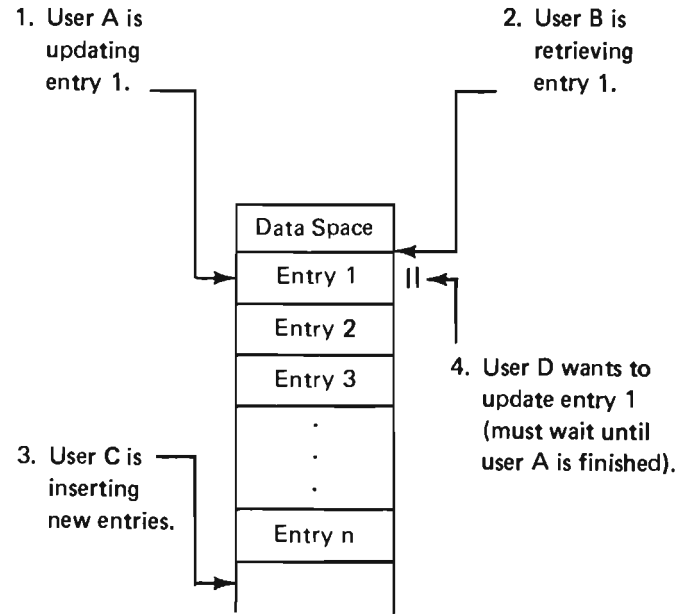 1. User A is
updating
entry 1.
2. User B is
retrieving
entry 1.
Data Space
Entry 1
Entry 2
Entry 3
.
.
.
Entry n
3. User C is
inserting
new entries.
4. User D wants to
update entry 1
(must wait until
user A is finished).